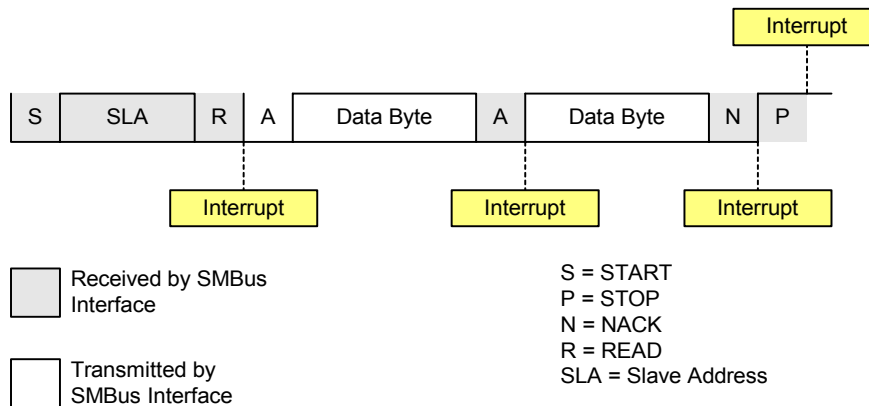 Interrupt
S SLA R A Data Byte A Data Byte N P
Interrupt Interrupt Interrupt
Received by SMBus
Interface
Transmitted by
SMBus Interface
S = START
P = STOP
N = NACK
R = READ
SLA = Slave Address